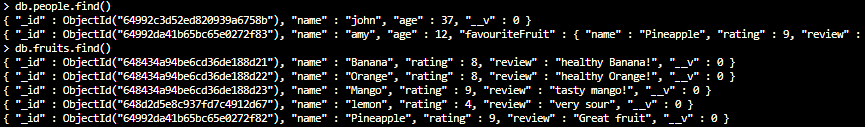 > db.people.find()
{ "_id" : ObjectId("64992c3d52ed820939a6758b"), "name" : "john", "age" : 37, "__v" : 0 }
{ "_id" : ObjectId("64992da41b65bc65e0272f83"), "name" : "amy", "age" : 12, "favouriteFruit" : { "name" : "Pineapple", "rating" : 9, "review" :
> db.fruits.find()
{ "_id" : ObjectId("648434a94be6cd36de188d21"), "name" : "Banana", "rating" : 8, "review" : "healthy Banana!", "__v" : 0 }
{ "_id" : ObjectId("648434a94be6cd36de188d22"), "name" : "Orange", "rating" : 8, "review" : "healthy Orange!", "__v" : 0 }
{ "_id" : ObjectId("648434a94be6cd36de188d23"), "name" : "Mango", "rating" : 9, "review" : "tasty mango!", "__v" : 0 }
{ "_id" : ObjectId("648d2d5e8c937fd7c4912d67"), "name" : "lemon", "rating" : 4, "review" : "very sour", "__v" : 0 }
{ "_id" : ObjectId("64992da41b65bc65e0272f82"), "name" : "Pineapple", "rating" : 9, "review" : "Great fruit", "__v" : 0 }